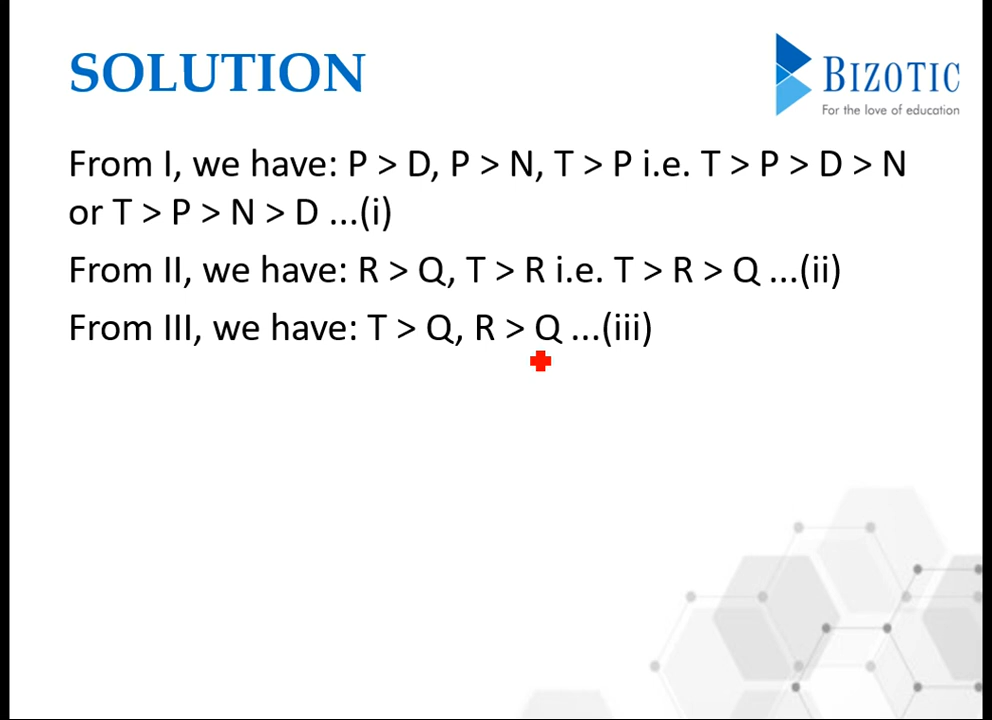 SOLUTION
BIZOTIC
For the love of education
From I, we have: P > D, P > N, T > P i.e. T > P > D > N
or T > P > N > D ...(i)
From II, we have: R > Q, T > R i.e. T > R > Q ...(ii)
From III, we have: T > Q, R > Q ...(iii)